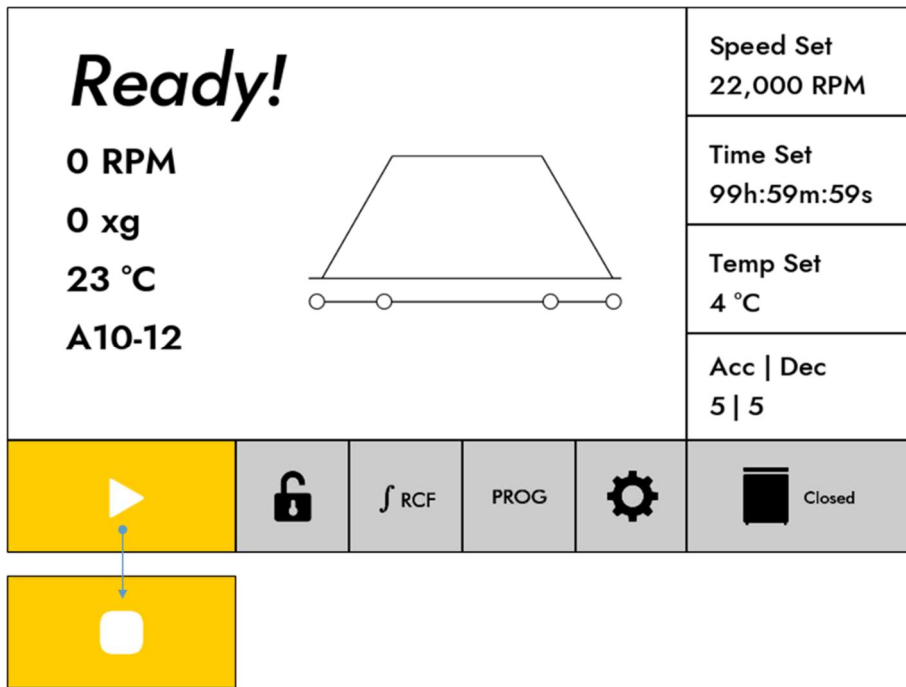 Ready!
0 RPM
0 xg
23 °C
A10-12
Speed Set
22,000 RPM
Time Set
99h:59m:59s
Temp Set
4 °C
Acc | Dec
5 | 5
∫ RCF
PROG
Closed